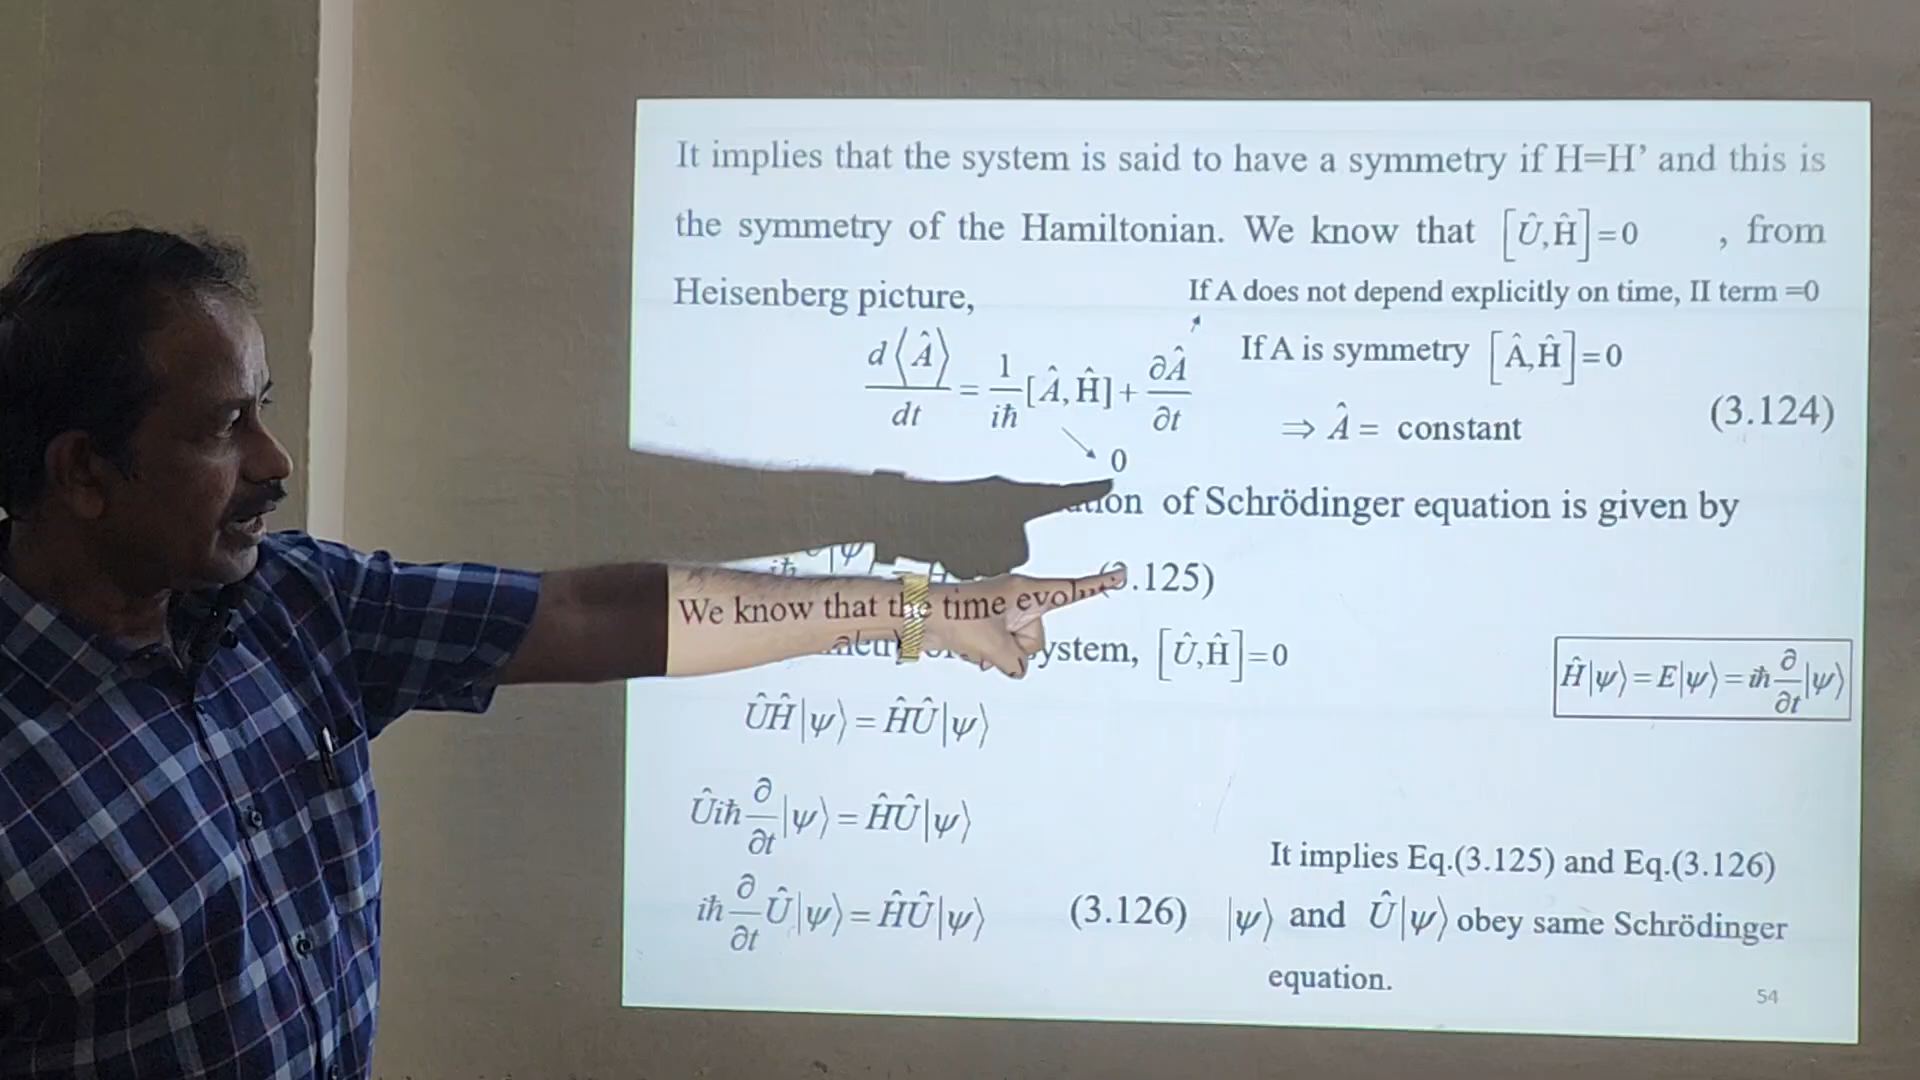 It implies that the system is said to have a symmetry if H=H’ and this is
the symmetry of the Hamiltonian. We know that [Û,Ĥ]=0 , from
Heisenberg picture,
If A does not depend explicitly on time, II term =0
d⟨Â⟩/dt = 1/iħ [Â,Ĥ] + ∂Â/∂t
If A is symmetry [Â,Ĥ]=0
⇒ Â = constant
(3.124)
0
We know that the time of Schrödinger equation is given by
.125)
[Û,Ĥ]=0
Ĥ|ψ⟩=E|ψ⟩=iħ ∂/∂t |ψ⟩
ÛĤ|ψ⟩=ĤÛ|ψ⟩
Ûiħ ∂/∂t |ψ⟩=ĤÛ|ψ⟩
iħ ∂/∂t Û|ψ⟩=ĤÛ|ψ⟩ (3.126)
It implies Eq.(3.125) and Eq.(3.126)
|ψ⟩ and Û|ψ⟩ obey same Schrödinger
equation.
54